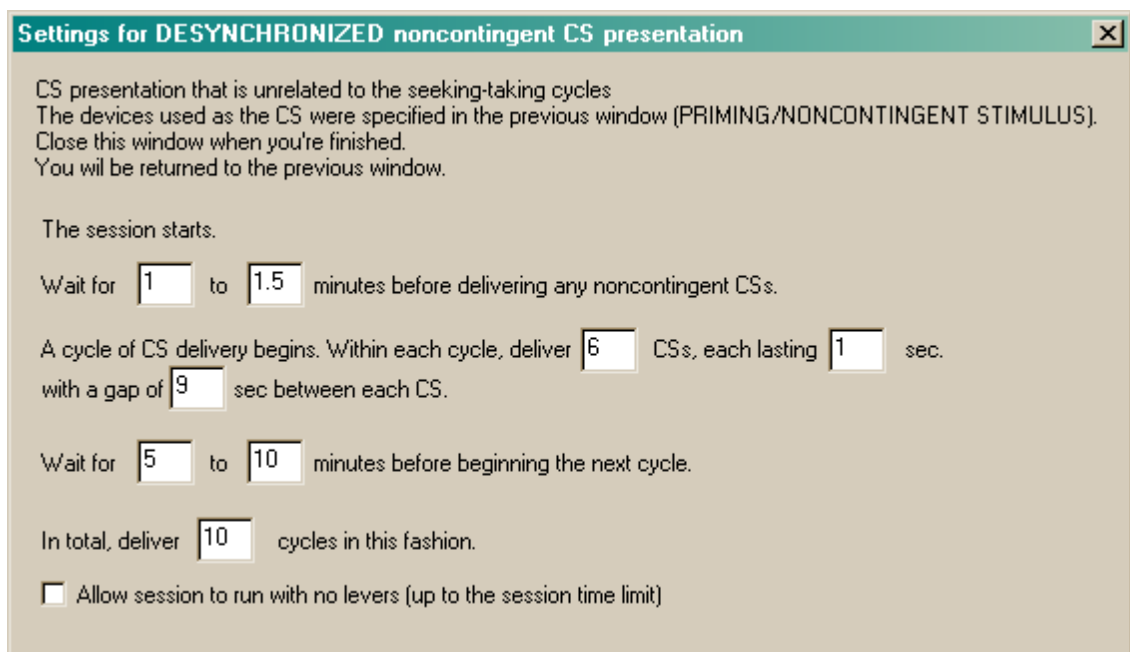 Settings for DESYNCHRONIZED noncontingent CS presentation
CS presentation that is unrelated to the seeking-taking cycles
The devices used as the CS were specified in the previous window (PRIMING/NONCONTINGENT STIMULUS).
Close this window when you're finished.
You wil be returned to the previous window.
The session starts.
Wait for 1 to 1.5 minutes before delivering any noncontingent CSs.
A cycle of CS delivery begins. Within each cycle, deliver 6 CSs, each lasting 1 sec.
with a gap of 9 sec between each CS.
Wait for 5 to 10 minutes before beginning the next cycle.
In total, deliver 10 cycles in this fashion.
Allow session to run with no levers (up to the session time limit)